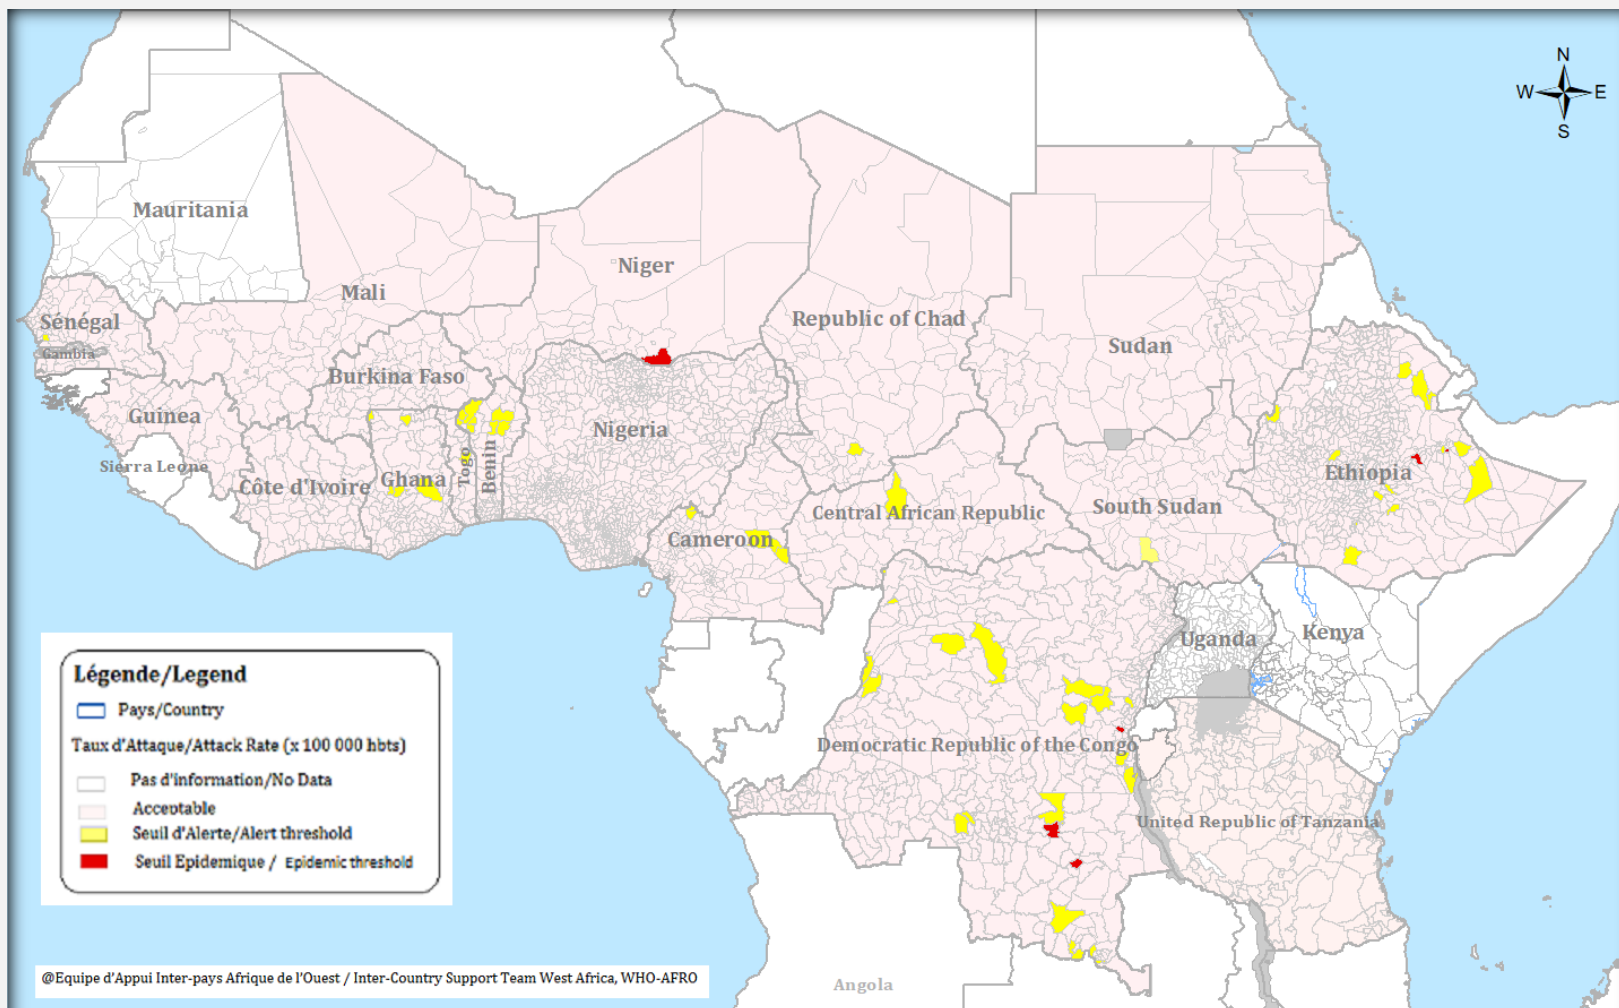 N
W
E
S
Mauritania
Niger
Mali
Sénégal
Republic of Chad
Sudan
Gambia
Burkina Faso
Guinea
Nigeria
Sierra Leone
Côte d'Ivoire
Ghana
Togo
Benin
Ethiopia
Central African Republic
South Sudan
Cameroon
Uganda
Kenya
Democratic Republic of the Congo
United Republic of Tanzania
Angola
Légende/Legend
Pays/Country
Taux d'Attaque/Attack Rate (x 100 000 hbts)
Pas d'information/No Data
Acceptable
Seuil d'Alerte/Alert threshold
Seuil Epidemique / Epidemic threshold
@Equipe d'Appui Inter-pays Afrique de l'Ouest / Inter-Country Support Team West Africa, WHO-AFRO